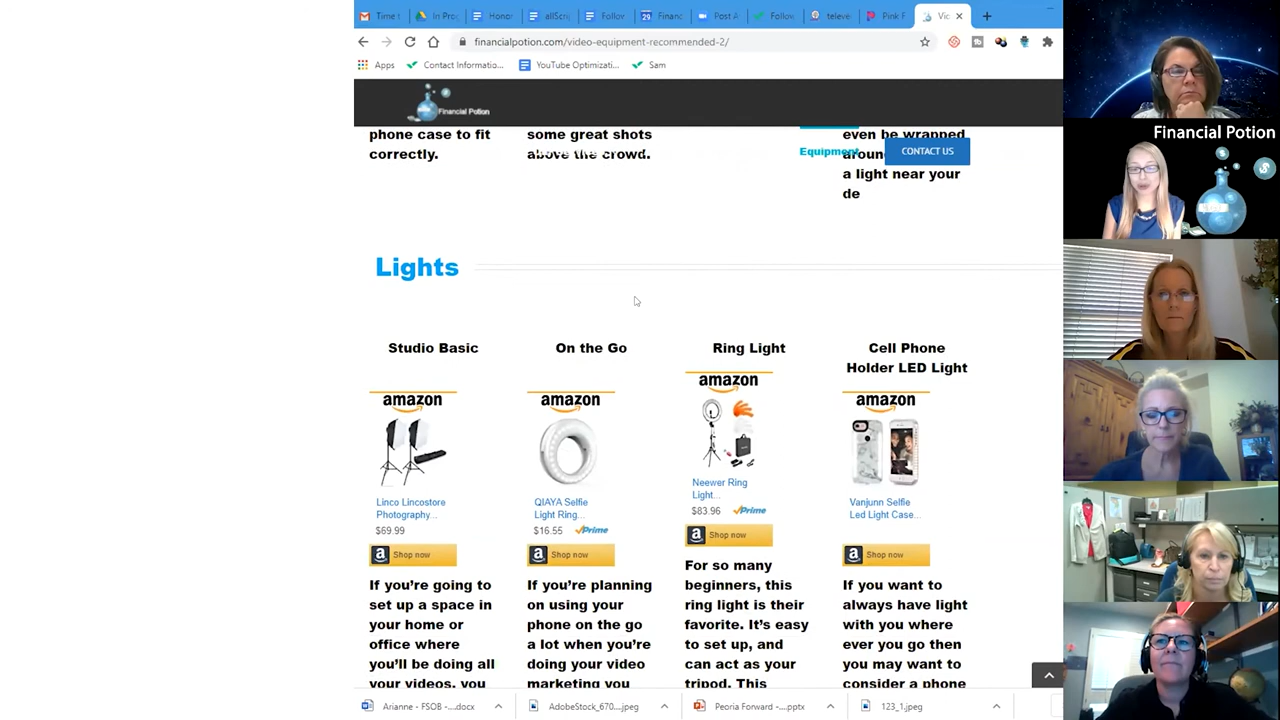 Time t
In Pro
Honor
allScri
Follov
Financ
Post A
Follov
televe
Pink F
Vic
financialpotion.com/video-equipment-recommended-2/
Apps
Contact Informatio...
YouTube Optimizati...
Sam
Financial Potion
Equipment
CONTACT US
phone case to fit
correctly.
some great shots
above the crowd.
even be wrapped
aroun
a light near your
de
Lights
Studio Basic
amazon
Linco Lincostore
Photography...
$69.99
Shop now
If you're going to
set up a space in
your home or
office where
you'll be doing all
your videos, you
On the Go
amazon
QIAYA Selfie
Light Ring...
$16.55 Prime
Shop now
If you're planning
on using your
phone on the go
a lot when you're
doing your video
marketing you
Ring Light
amazon
Neewer Ring
Light...
$83.96 Prime
Shop now
For so many
beginners, this
ring light is their
favorite. It's easy
to set up, and
can act as your
tripod. This
Cell Phone
Holder LED Light
amazon
Vanjunn Selfie
Led Light Case...
Shop now
If you want to
always have light
with you where
ever you go then
you may want to
consider a phone
Arianne - FSOB -....docx
AdobeStock_670....jpeg
Peoria Forward -....pptx
123_1.jpeg
Financial Potion